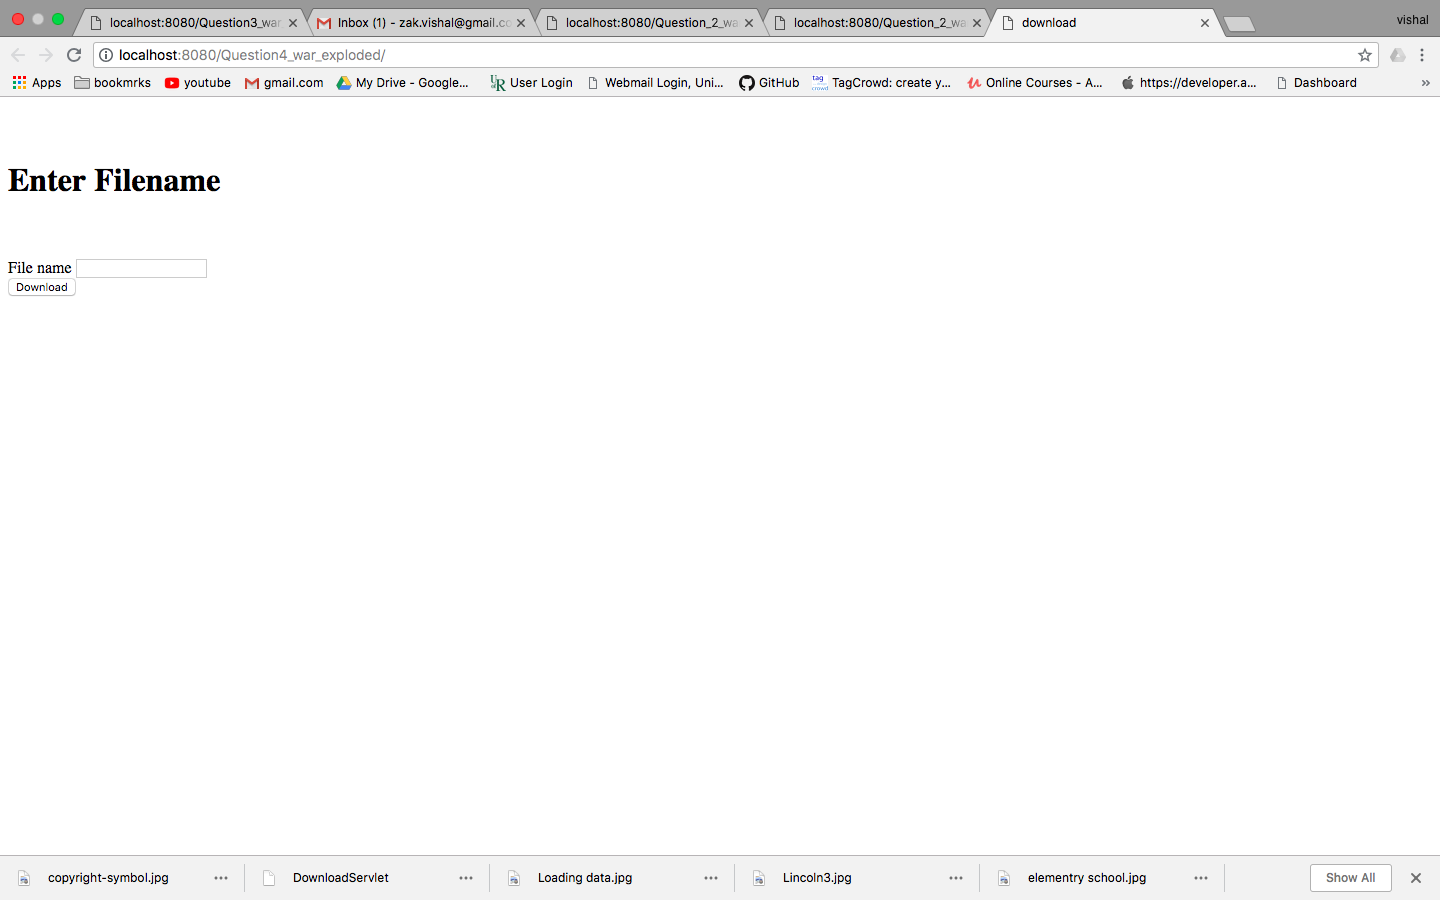 localhost:8080/Question3_war
Inbox (1) - zak.vishal@gmail.co
localhost:8080/Question_2_wa
localhost:8080/Question_2_wa
download
vishal
localhost:8080/Question4_war_exploded/
Apps
bookmrks
youtube
gmail.com
My Drive - Google...
User Login
Webmail Login, Uni...
GitHub
tag
crowd
TagCrowd: create y...
Online Courses - A...
https://developer.a...
Dashboard
»
Enter Filename
File name
Download
copyright-symbol.jpg
DownloadServlet
Loading data.jpg
Lincoln3.jpg
elementry school.jpg
Show All